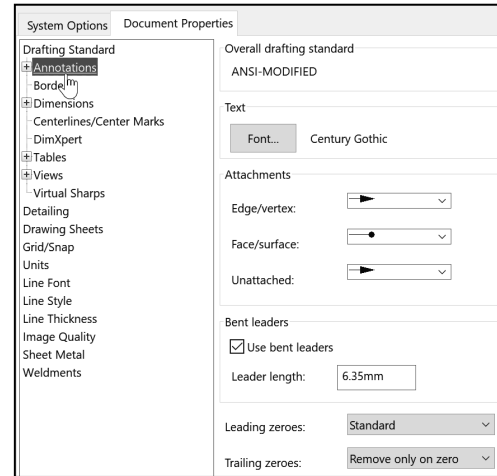 System Options
Document Properties
Drafting Standard
Annotations
Borde
Dimensions
Centerlines/Center Marks
DimXpert
Tables
Views
Virtual Sharps
Detailing
Drawing Sheets
Grid/Snap
Units
Line Font
Line Style
Line Thickness
Image Quality
Sheet Metal
Weldments
Overall drafting standard
ANSI-MODIFIED
Text
Font... Century Gothic
Attachments
Edge/vertex:
Face/surface:
Unattached:
Bent leaders
Use bent leaders
Leader length: 6.35mm
Leading zeroes: Standard
Trailing zeroes: Remove only on zero